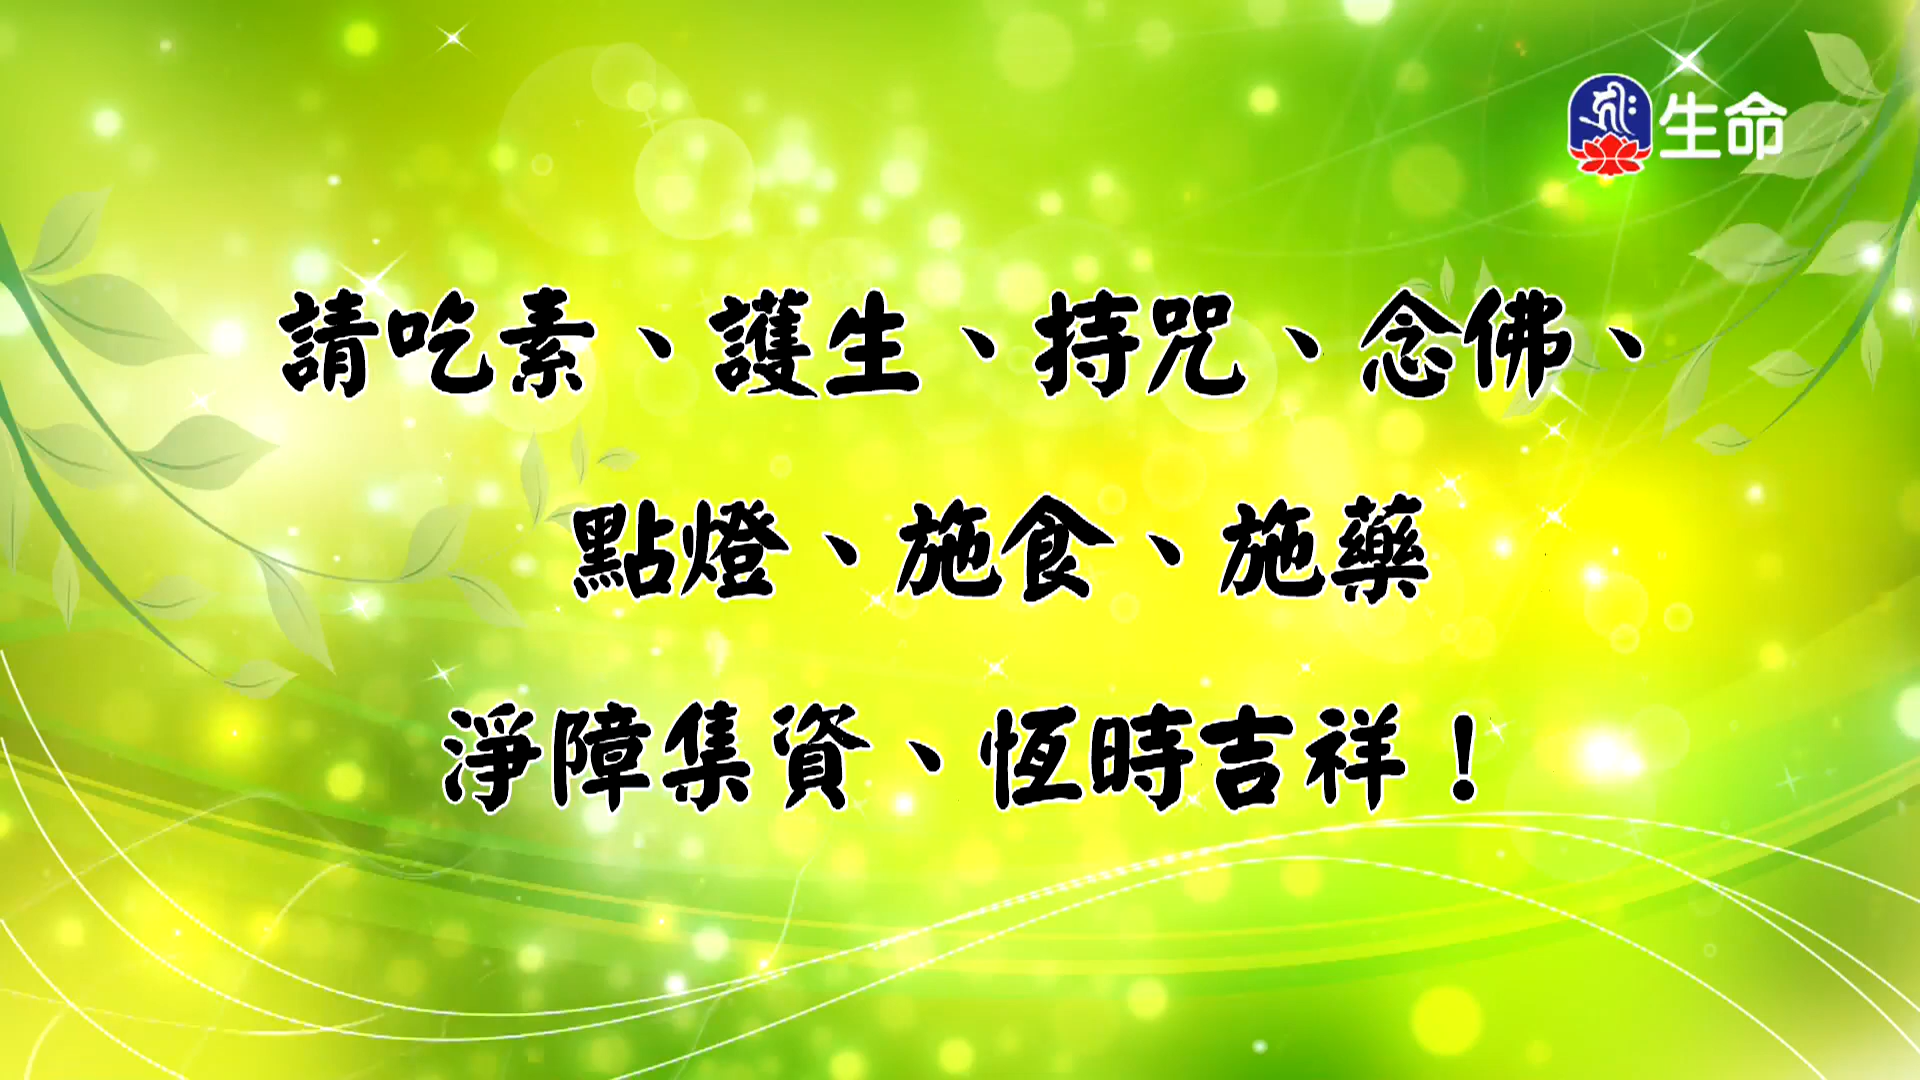 生命
請吃素、護生、持咒、念佛、
點燈、施食、施藥
淨障集資、恆時吉祥！